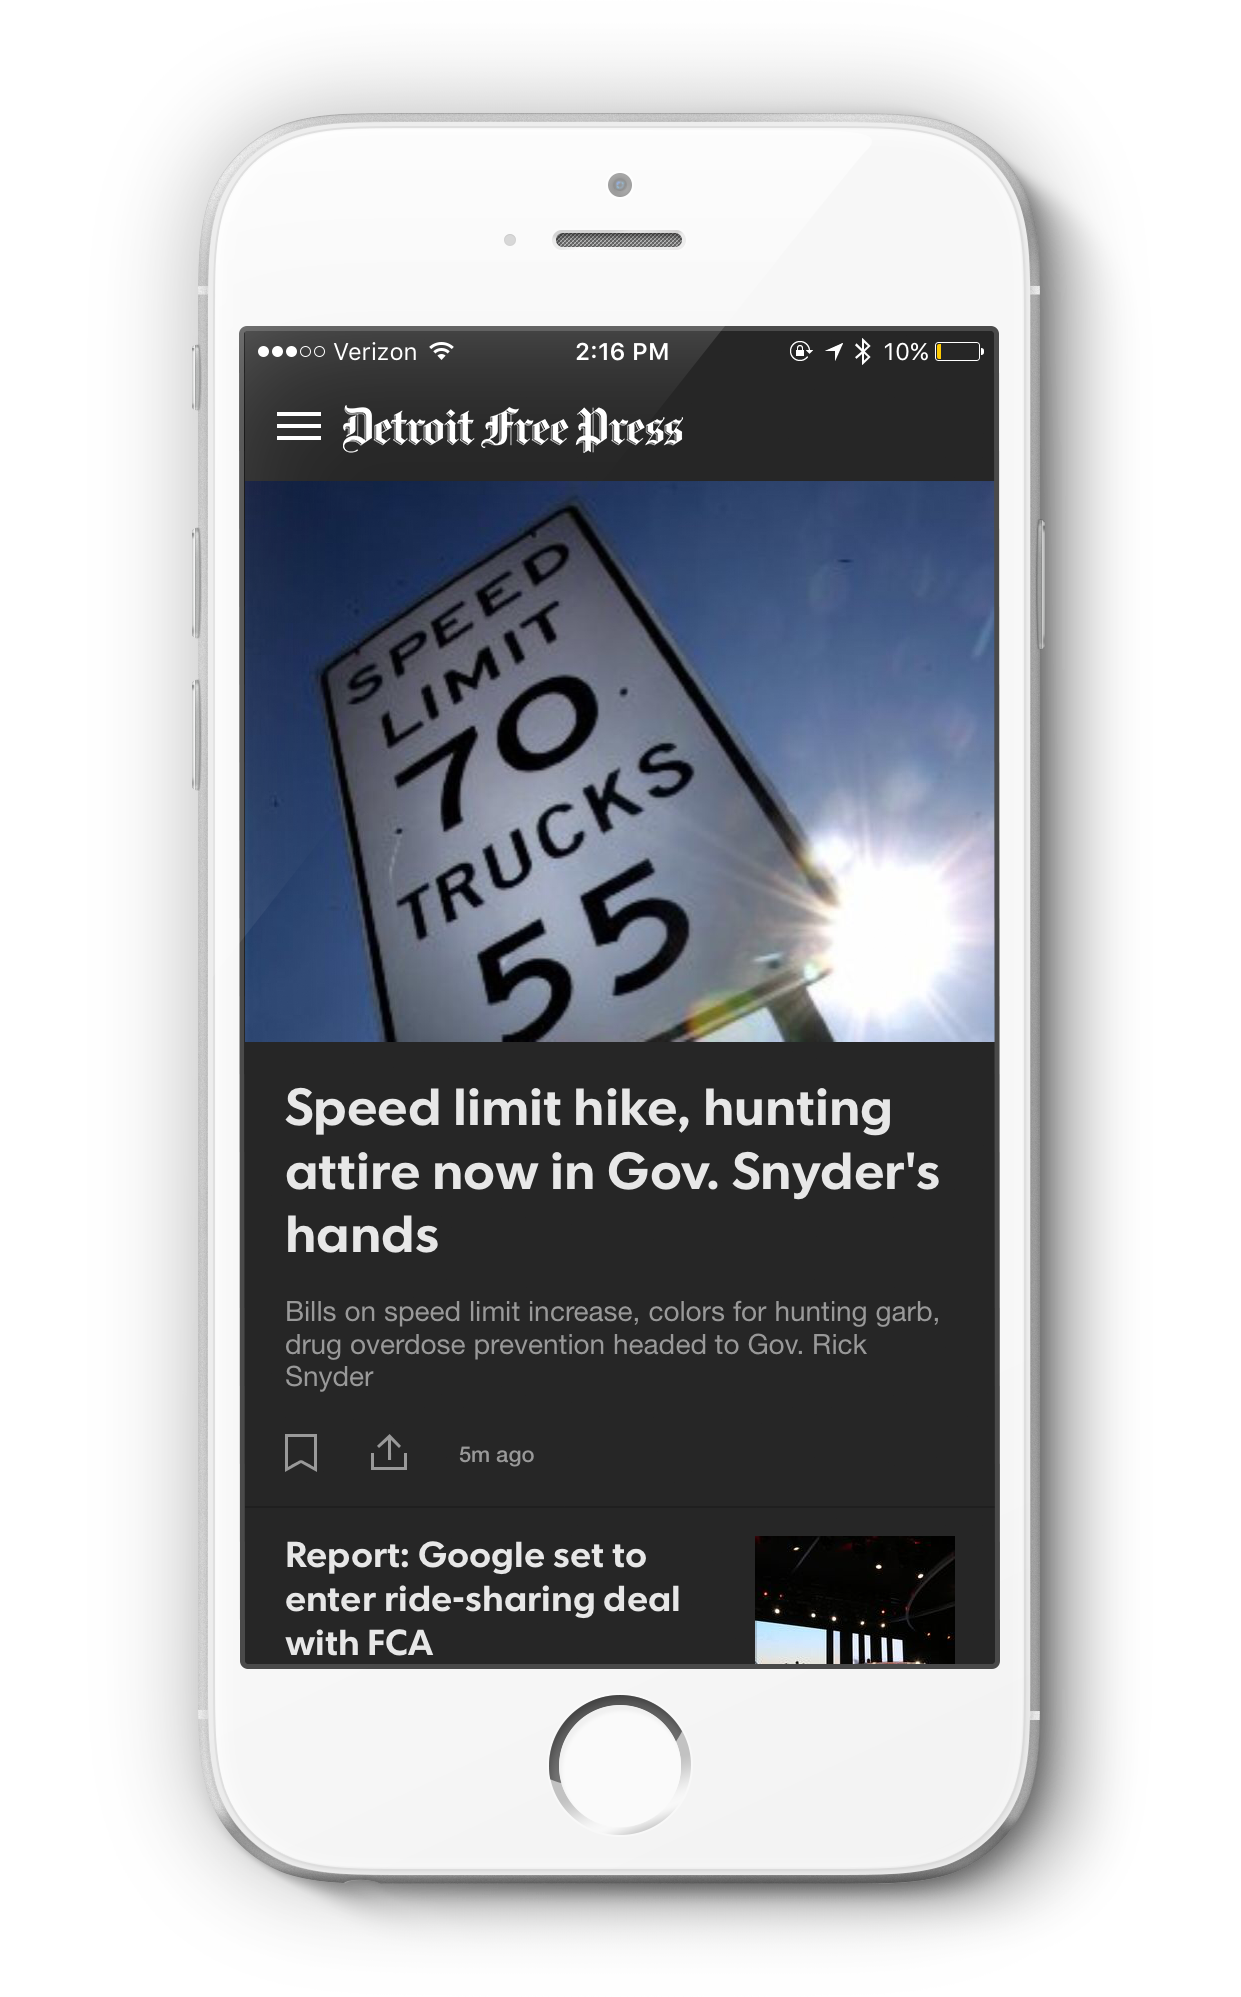 Verizon 2:16 PM 10%
Detroit Free Press
SPEED
LIMIT
70
TRUCKS
55
Speed limit hike, hunting
attire now in Gov. Snyder's
hands
Bills on speed limit increase, colors for hunting garb,
drug overdose prevention headed to Gov. Rick
Snyder
5m ago
Report: Google set to
enter ride-sharing deal
with FCA